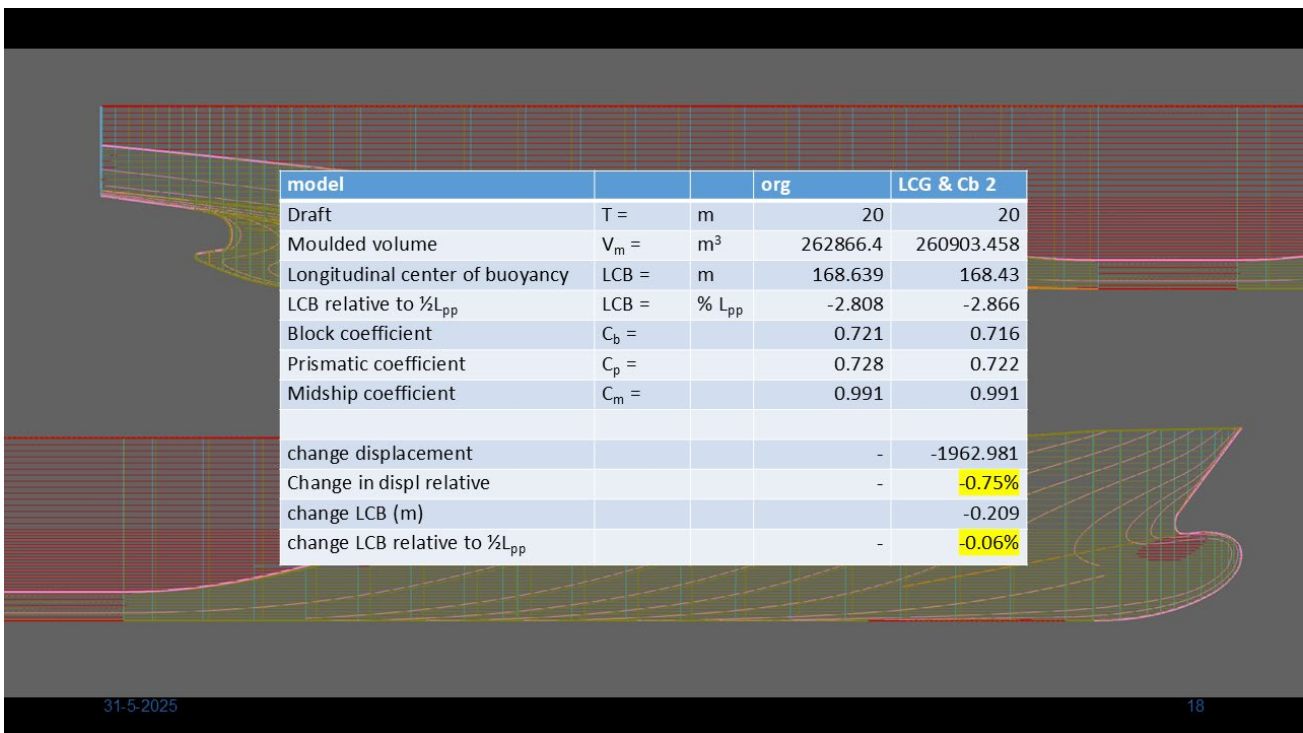 model org LCG & Cb 2
Draft T = m 20 20
Moulded volume Vₘ = m³ 262866.4 260903.458
Longitudinal center of buoyancy LCB = m 168.639 168.43
LCB relative to ½Lₚₚ LCB = % Lₚₚ -2.808 -2.866
Block coefficient C_b = 0.721 0.716
Prismatic coefficient Cₚ = 0.728 0.722
Midship coefficient Cₘ = 0.991 0.991
change displacement - -1962.981
Change in displ relative - -0.75%
change LCB (m) -0.209
change LCB relative to ½Lₚₚ - -0.06%
31-5-2025 18